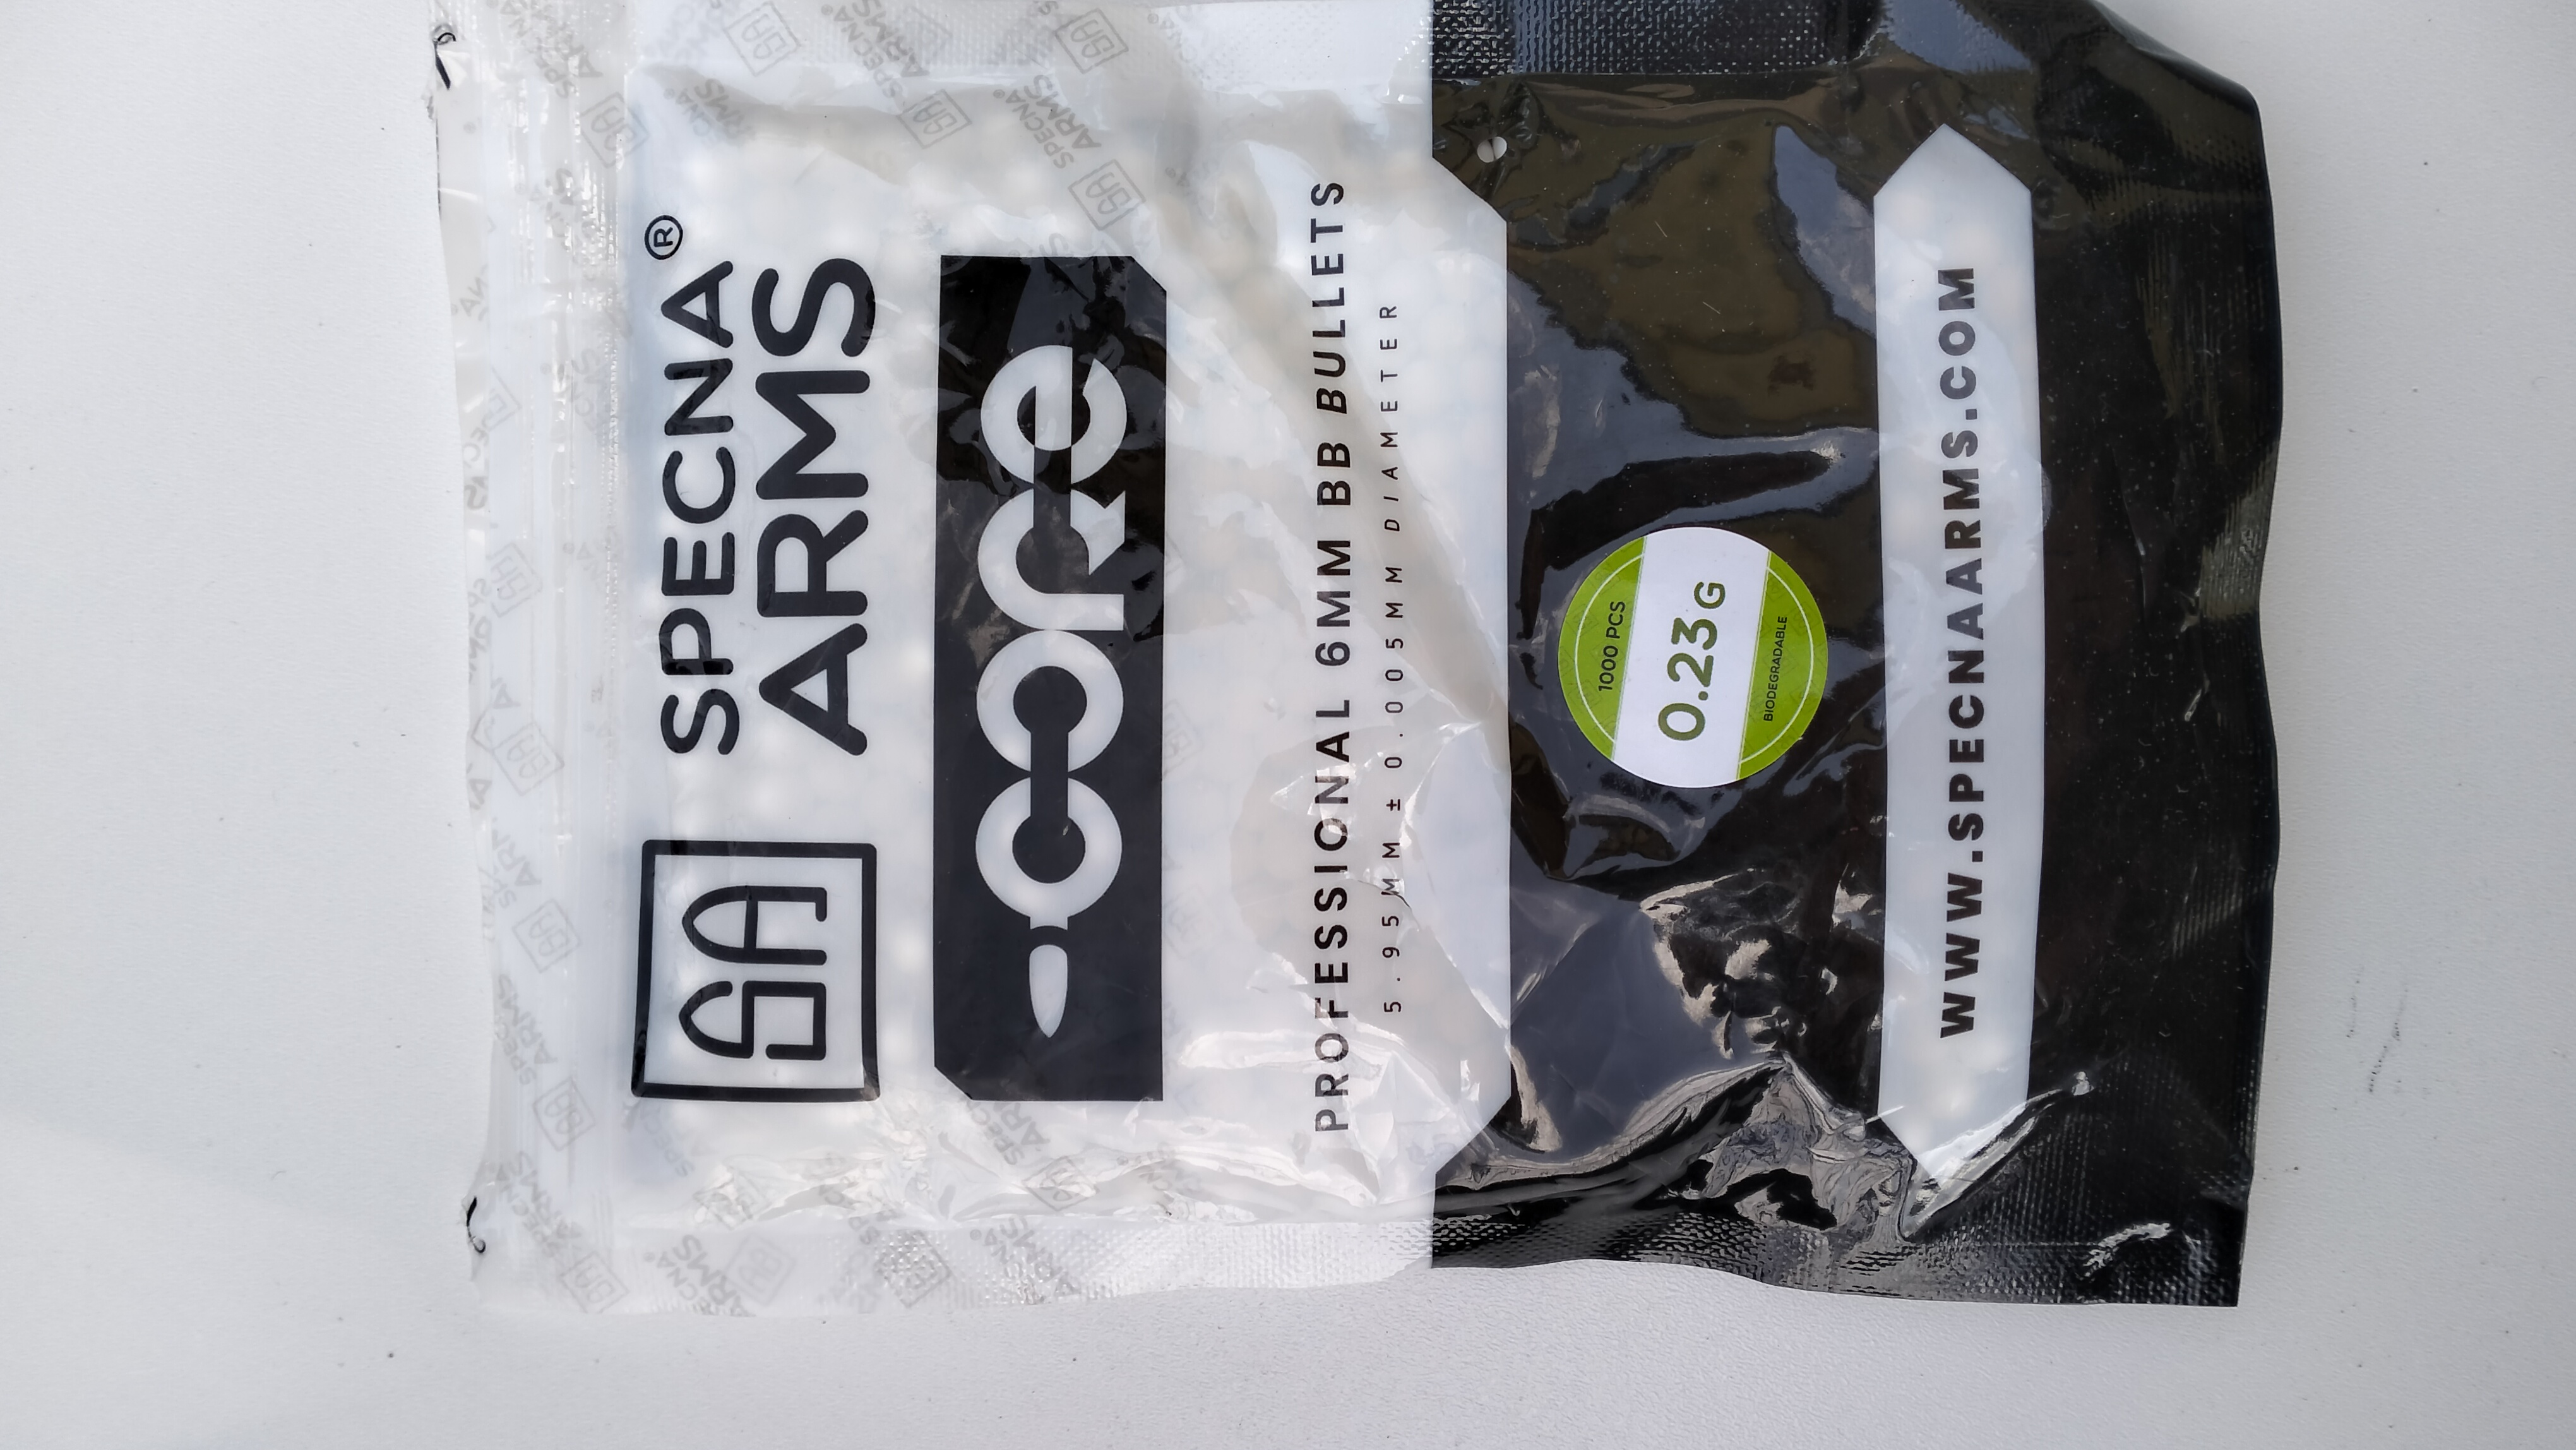 SA
SPECNA®
ARMS
core
PROFESSIONAL 6MM BB BULLETS
5.95MM ± 0.005MM DIAMETER
1000 PCS
0.23G
BIODEGRADABLE
WWW.SPECNAARMS.COM